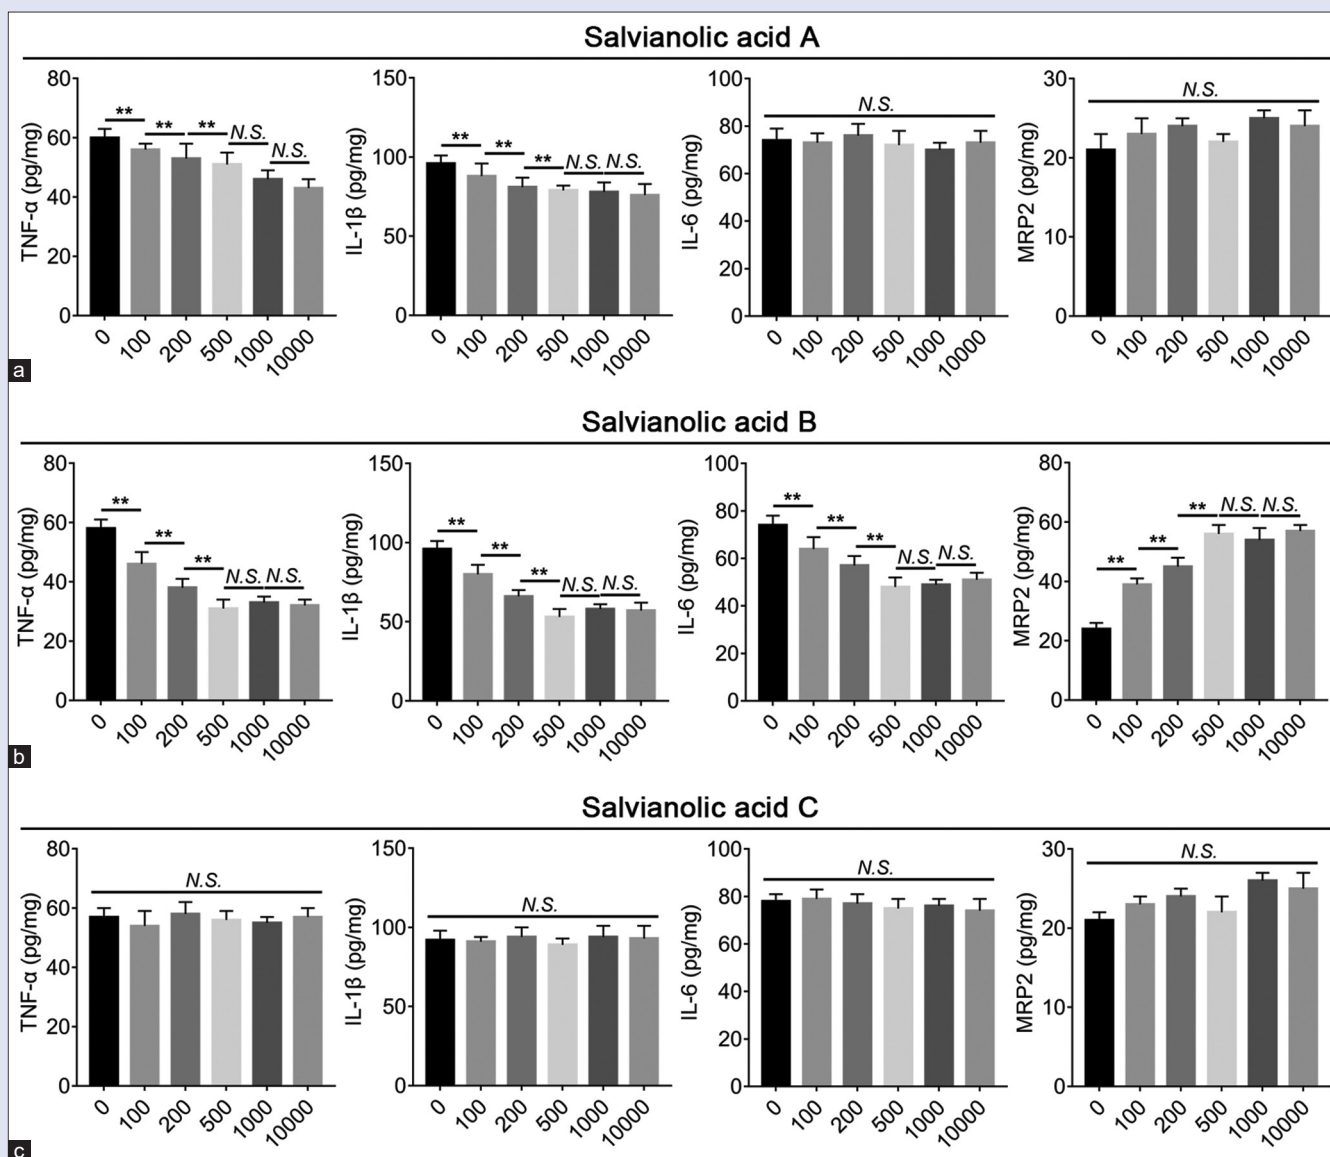 Salvianolic acid A
TNF-α (pg/mg)
80
60
40
20
0
** ** ** N.S. N.S.
0 100 200 500 1000 10000
IL-1β (pg/mg)
150
100
50
0
** ** ** N.S. N.S.
0 100 200 500 1000 10000
IL-6 (pg/mg)
100
80
60
40
20
0
N.S.
0 100 200 500 1000 10000
MRP2 (pg/mg)
30
20
10
0
N.S.
0 100 200 500 1000 10000
a
Salvianolic acid B
TNF-α (pg/mg)
80
60
40
20
0
** ** ** N.S. N.S.
0 100 200 500 1000 10000
IL-1β (pg/mg)
150
100
50
0
** ** ** N.S. N.S.
0 100 200 500 1000 10000
IL-6 (pg/mg)
100
80
60
40
20
0
** ** ** N.S. N.S.
0 100 200 500 1000 10000
MRP2 (pg/mg)
80
60
40
20
0
** ** ** N.S. N.S.
0 100 200 500 1000 10000
b
Salvianolic acid C
TNF-α (pg/mg)
80
60
40
20
0
N.S.
0 100 200 500 1000 10000
IL-1β (pg/mg)
150
100
50
0
N.S.
0 100 200 500 1000 10000
IL-6 (pg/mg)
100
80
60
40
20
0
N.S.
0 100 200 500 1000 10000
MRP2 (pg/mg)
30
20
10
0
N.S.
0 100 200 500 1000 10000
c